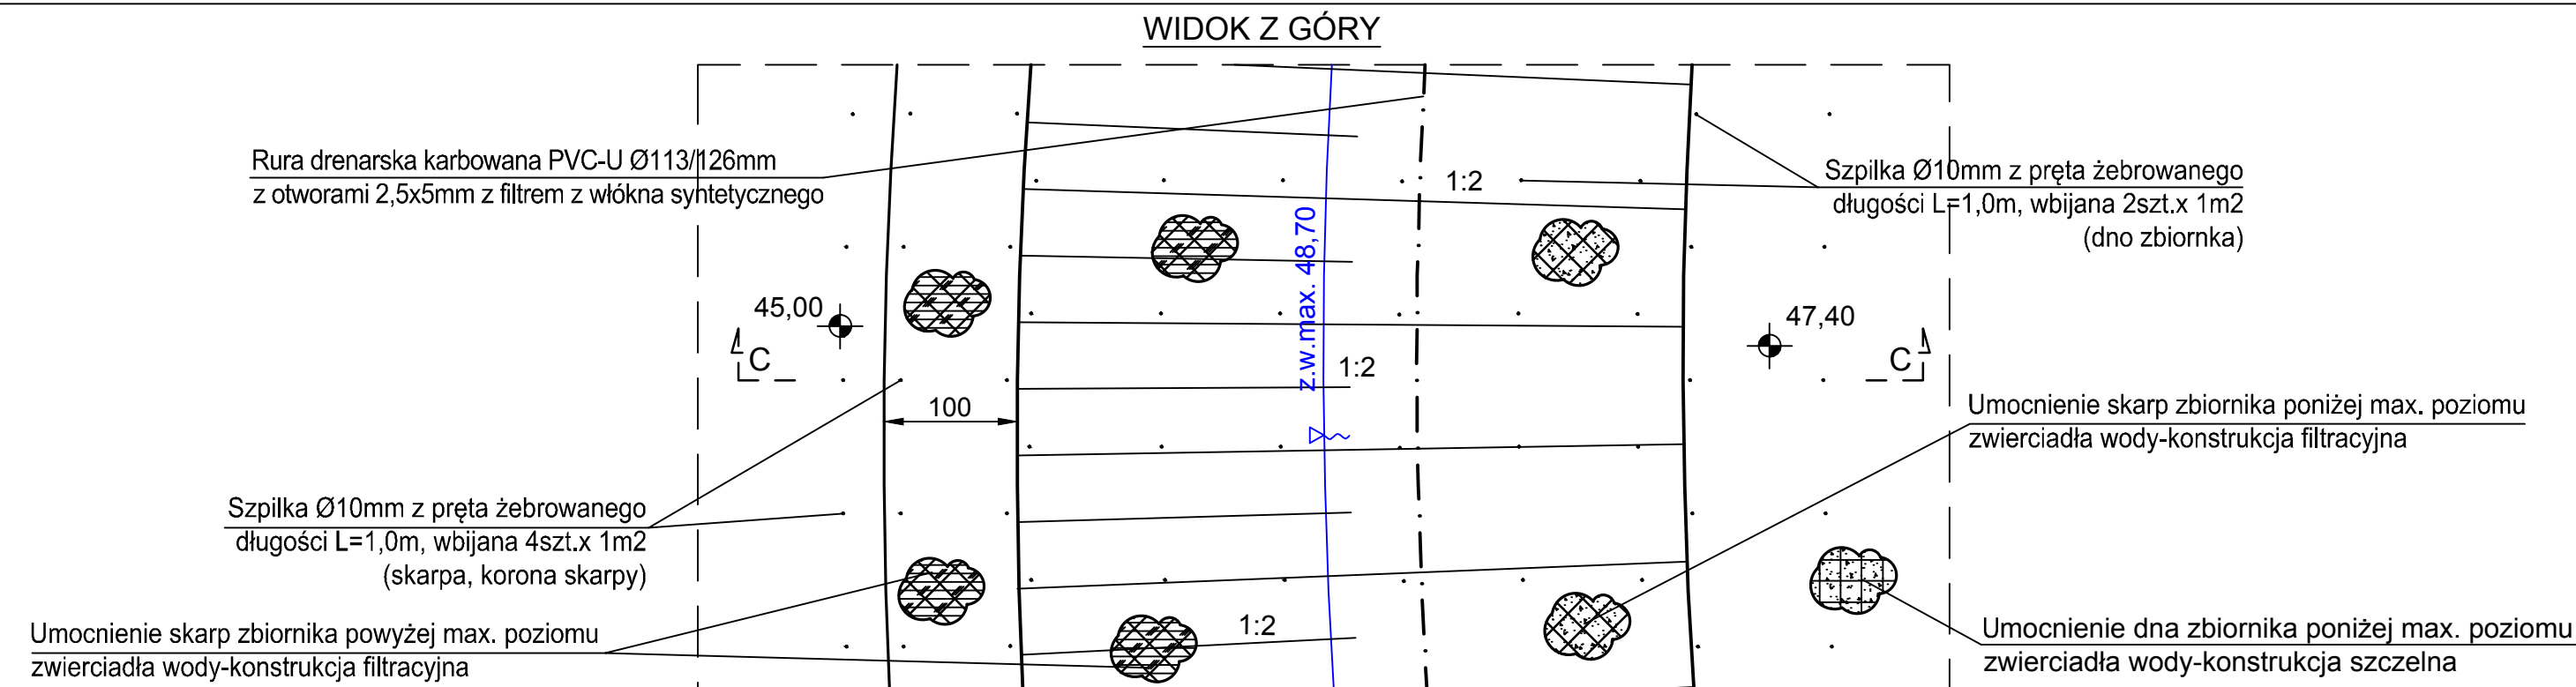 WIDOK Z GÓRY
Rura drenarska karbowana PVC-U Ø113/126mm
z otworami 2,5x5mm z filtrem z włókna syntetycznego
1:2
Szpilka Ø10mm z pręta żebrowanego
długości L=1,0m, wbijana 2szt.x 1m2
(dno zbiornka)
z.w.max. 48,70
45,00
47,40
C
C
1:2
100
Umocnienie skarp zbiornika poniżej max. poziomu
zwierciadła wody-konstrukcja filtracyjna
Szpilka Ø10mm z pręta żebrowanego
długości L=1,0m, wbijana 4szt.x 1m2
(skarpa, korona skarpy)
1:2
Umocnienie skarp zbiornika powyżej max. poziomu
zwierciadła wody-konstrukcja filtracyjna
Umocnienie dna zbiornika poniżej max. poziomu
zwierciadła wody-konstrukcja szczelna